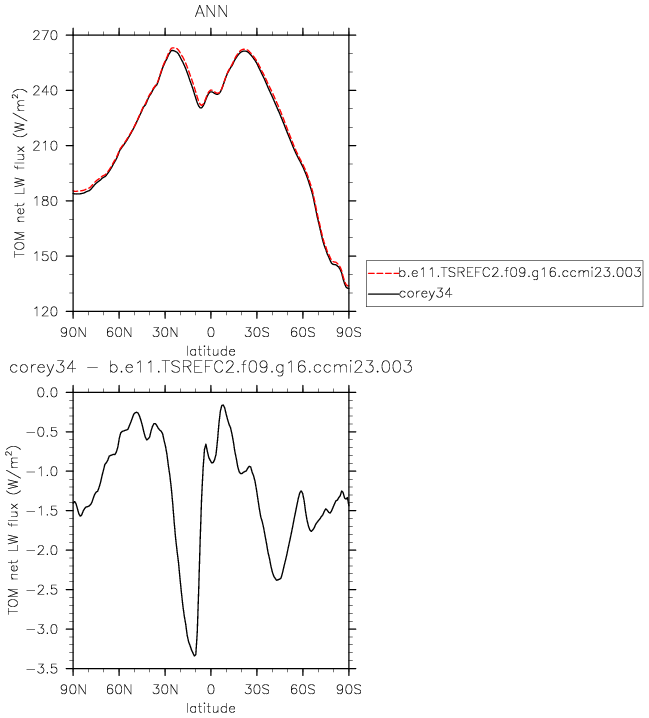 ANN
270
240
210
180
150
120
TOM net LW flux (W/m²)
90N 60N 30N 0 30S 60S 90S
latitude
b.e11.TSREFC2.f09.g16.ccmi23.003
corey34
corey34 − b.e11.TSREFC2.f09.g16.ccmi23.003
0.0
−0.5
−1.0
−1.5
−2.0
−2.5
−3.0
−3.5
TOM net LW flux (W/m²)
90N 60N 30N 0 30S 60S 90S
latitude